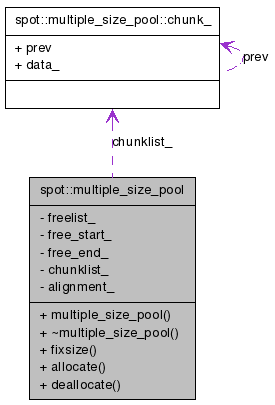 spot::multiple_size_pool::chunk_
+ prev
+ data_
prev
chunklist_
spot::multiple_size_pool
- freelist_
- free_start_
- free_end_
- chunklist_
- alignment_
+ multiple_size_pool()
+ ~multiple_size_pool()
+ fixsize()
+ allocate()
+ deallocate()